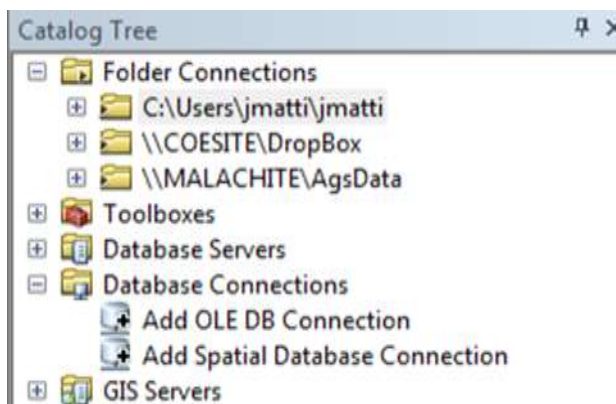 Catalog Tree
Folder Connections
C:\Users\jmatti\jmatti
\\COESITE\DropBox
\\MALACHITE\AgsData
Toolboxes
Database Servers
Database Connections
Add OLE DB Connection
Add Spatial Database Connection
GIS Servers